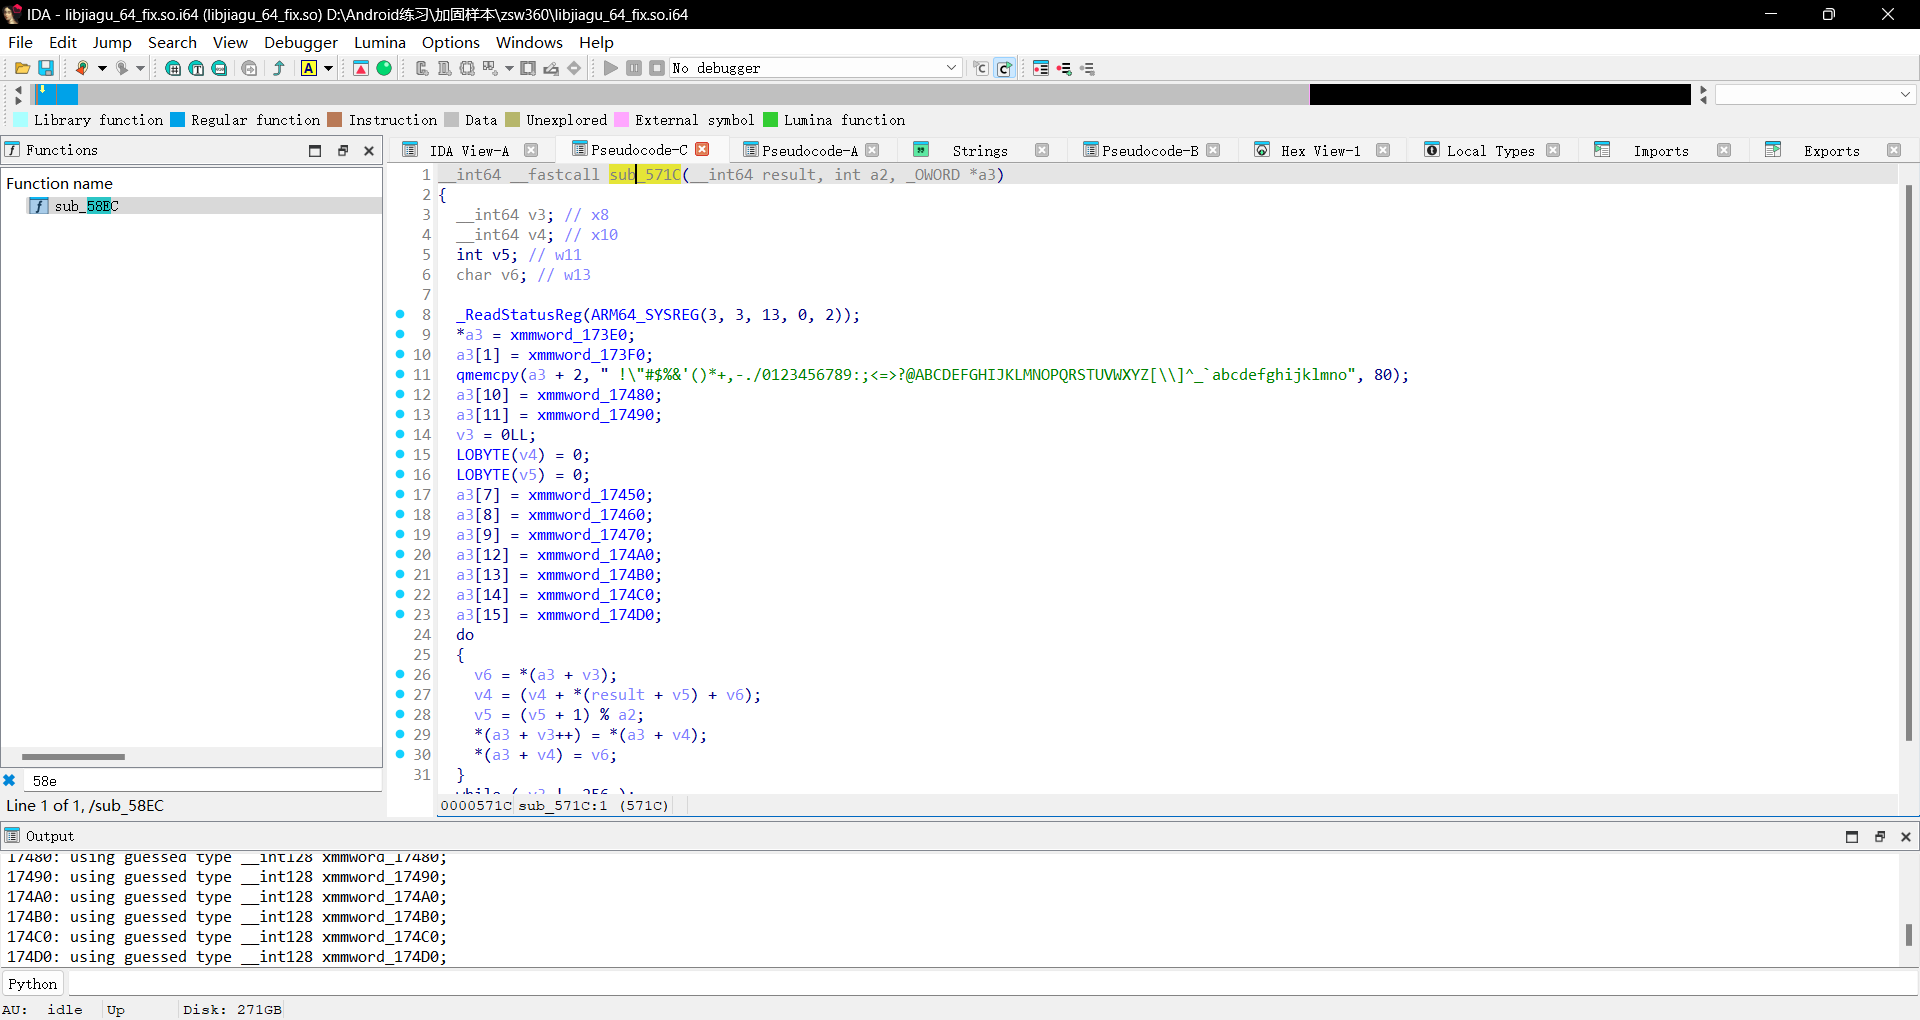 IDA - libjiagu_64_fix.so.i64 (libjiagu_64_fix.so) D:\Android练习\加固样本\zsw360\libjiagu_64_fix.so.i64
File Edit Jump Search View Debugger Lumina Options Windows Help
No debugger
Library function Regular function Instruction Data Unexplored External symbol Lumina function
Functions
IDA View-A Pseudocode-C Pseudocode-A Strings Pseudocode-B Hex View-1 Local Types Imports Exports
Function name
sub_58EC
1 __int64 __fastcall sub_571C(__int64 result, int a2, _OWORD *a3)
2 {
3 __int64 v3; // x8
4 __int64 v4; // x10
5 int v5; // w11
6 char v6; // w13
7
8 _ReadStatusReg(ARM64_SYSREG(3, 3, 13, 0, 2));
9 *a3 = xmmword_173E0;
10 a3[1] = xmmword_173F0;
11 qmemcpy(a3 + 2, " !\"#$%&'()*+,-./0123456789:;<=>?@ABCDEFGHIJKLMNOPQRSTUVWXYZ[\\]^_`abcdefghijklmno", 80);
12 a3[10] = xmmword_17480;
13 a3[11] = xmmword_17490;
14 v3 = 0LL;
15 LOBYTE(v4) = 0;
16 LOBYTE(v5) = 0;
17 a3[7] = xmmword_17450;
18 a3[8] = xmmword_17460;
19 a3[9] = xmmword_17470;
20 a3[12] = xmmword_174A0;
21 a3[13] = xmmword_174B0;
22 a3[14] = xmmword_174C0;
23 a3[15] = xmmword_174D0;
24 do
25 {
26 v6 = *(a3 + v3);
27 v4 = (v4 + *(result + v5) + v6);
28 v5 = (v5 + 1) % a2;
29 *(a3 + v3++) = *(a3 + v4);
30 *(a3 + v4) = v6;
31 }
58e
Line 1 of 1, /sub_58EC
0000571C sub_571C:1 (571C)
Output
17480: using guessed type __int128 xmmword_17480;
17490: using guessed type __int128 xmmword_17490;
174A0: using guessed type __int128 xmmword_174A0;
174B0: using guessed type __int128 xmmword_174B0;
174C0: using guessed type __int128 xmmword_174C0;
174D0: using guessed type __int128 xmmword_174D0;
Python
AU: idle Up Disk: 271GB